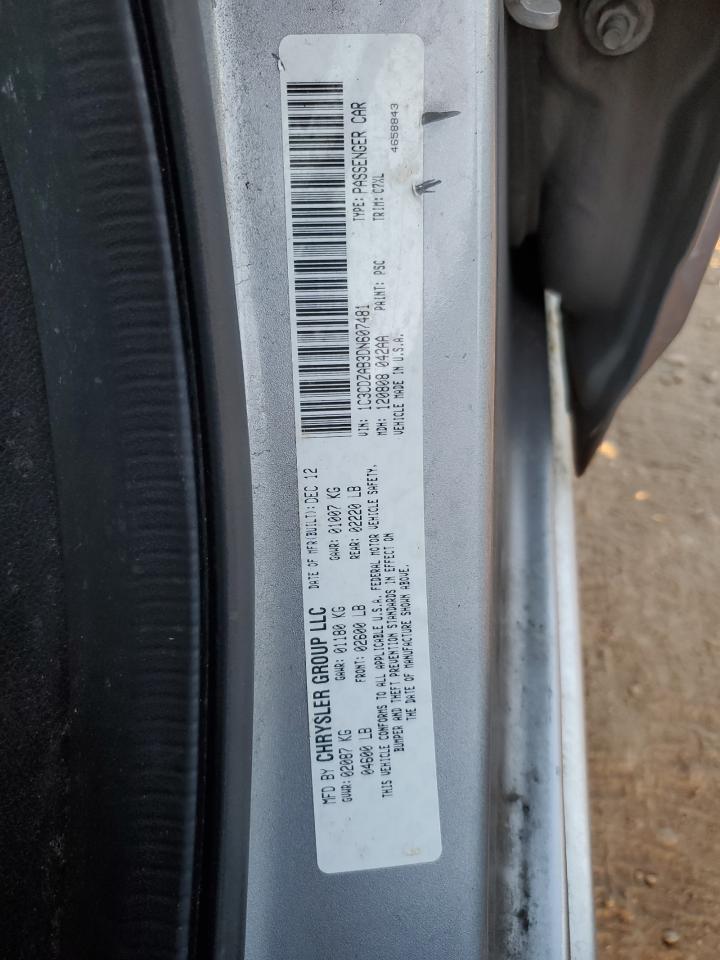 MFD BY CHRYSLER GROUP LLC DATE OF MFR(BUILT): DEC 12
GVWR: 02087 KG GAWR: 01180 KG GAWR: 01007 KG
04600 LB FRONT: 02600 LB REAR: 02220 LB
THIS VEHICLE CONFORMS TO ALL APPLICABLE U.S.A. FEDERAL MOTOR VEHICLE SAFETY,
BUMPER AND THEFT PREVENTION STANDARDS IN EFFECT ON
THE DATE OF MANUFACTURE SHOWN ABOVE.
VIN: 1C3CDZAB3DN607481 TYPE: PASSENGER CAR
MDH: 120808 042AA PAINT: PSC TRIM: C7XL
VEHICLE MADE IN U.S.A. 4658843